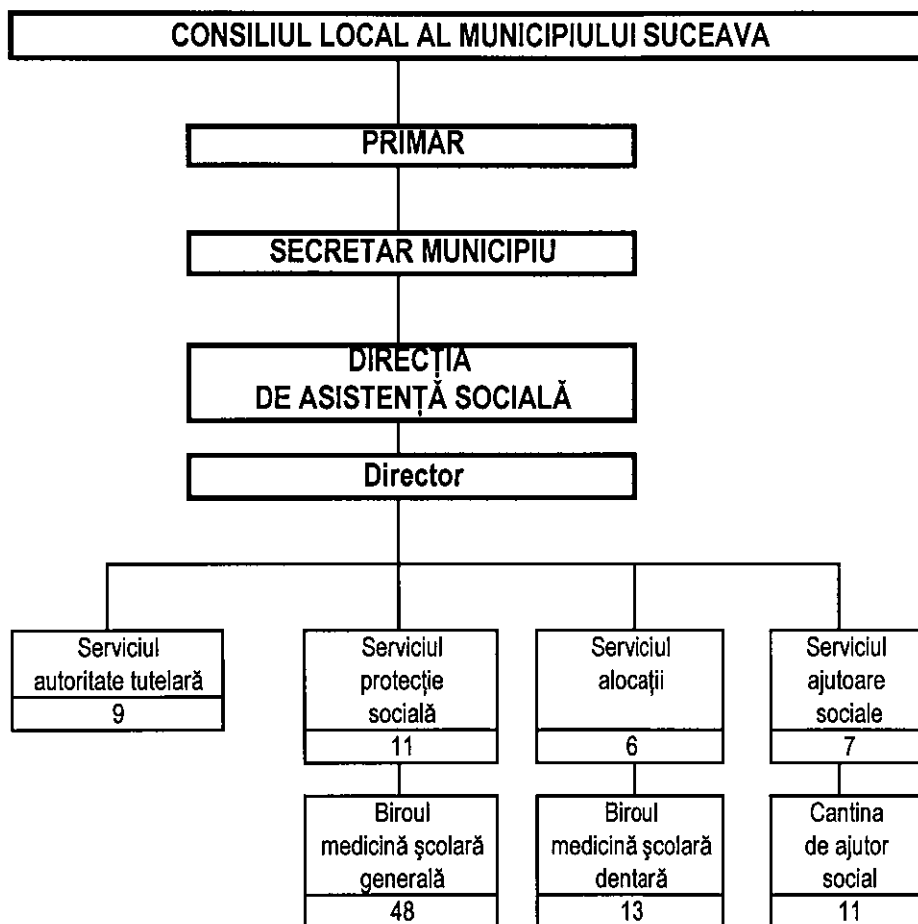 CONSILIUL LOCAL AL MUNICIPIULUI SUCEAVA
PRIMAR
SECRETAR MUNICIPIU
DIRECȚIA
DE ASISTENȚĂ SOCIALĂ
Director
Serviciul
autoritate tutelară
9
Serviciul
protecție
socială
11
Serviciul
alocații
6
Serviciul
ajutoare
sociale
7
Biroul
medicină școlară
generală
48
Biroul
medicină școlară
dentară
13
Cantina
de ajutor
social
11